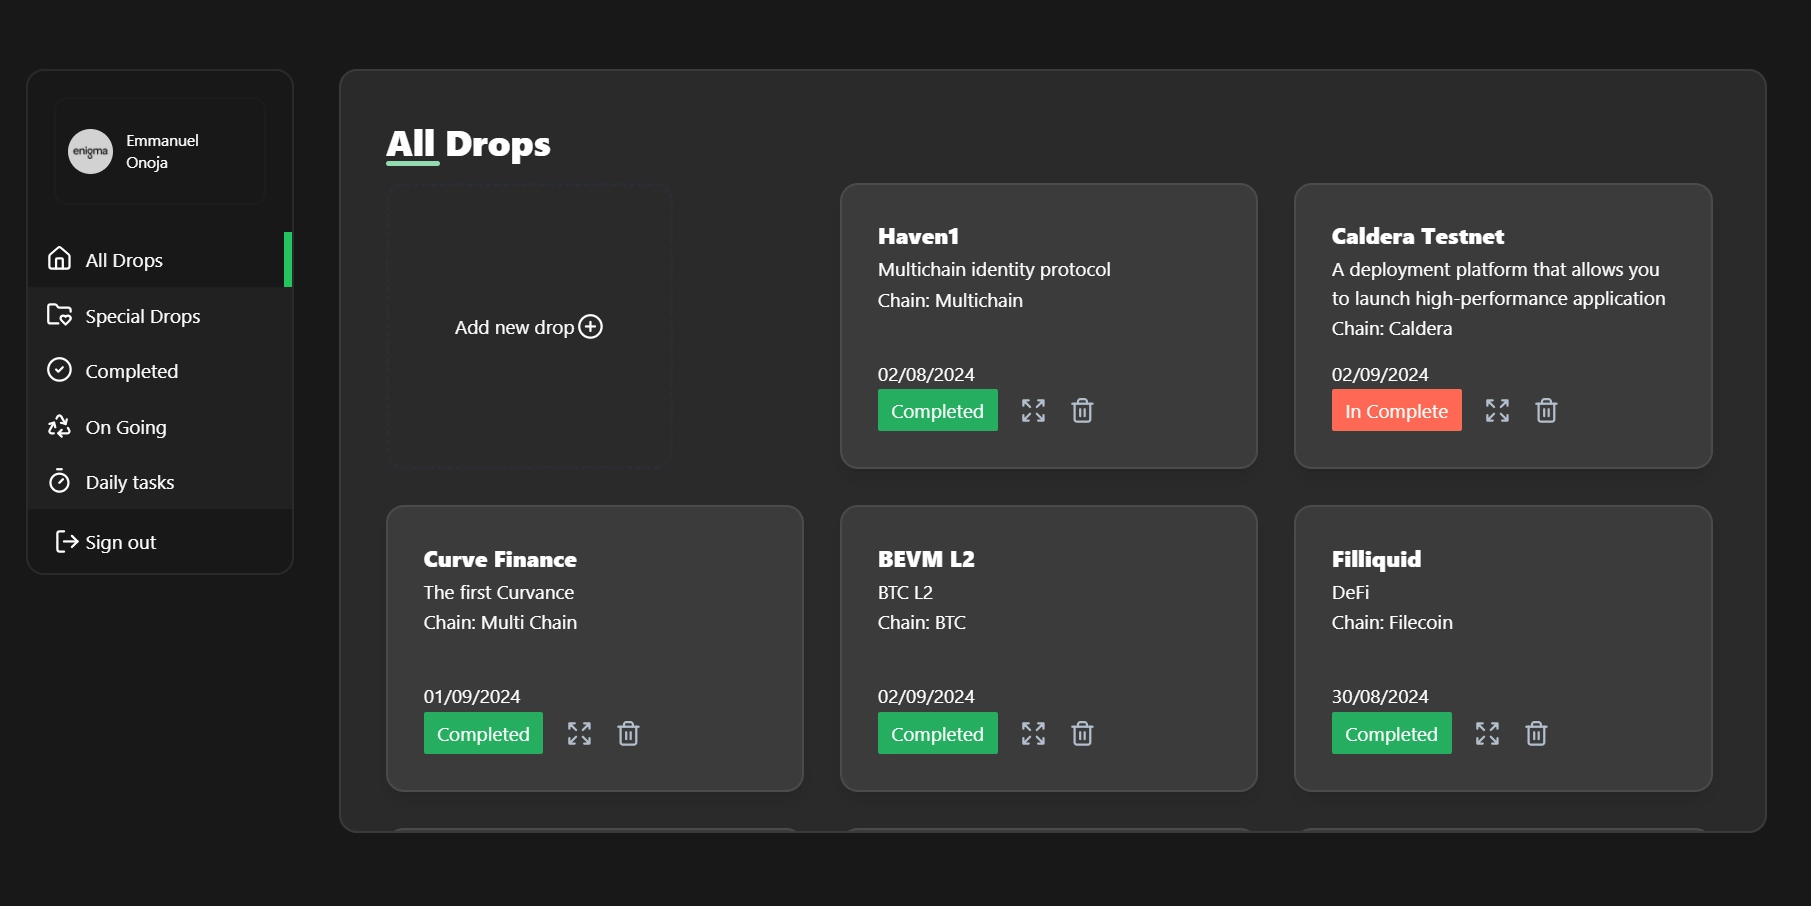 enigma
Emmanuel
Onoja
All Drops
Special Drops
Completed
On Going
Daily tasks
Sign out
All Drops
Add new drop
Haven1
Multichain identity protocol
Chain: Multichain
02/08/2024
Completed
Caldera Testnet
A deployment platform that allows you
to launch high-performance application
Chain: Caldera
02/09/2024
In Complete
Curve Finance
The first Curvance
Chain: Multi Chain
01/09/2024
Completed
BEVM L2
BTC L2
Chain: BTC
02/09/2024
Completed
Filliquid
DeFi
Chain: Filecoin
30/08/2024
Completed